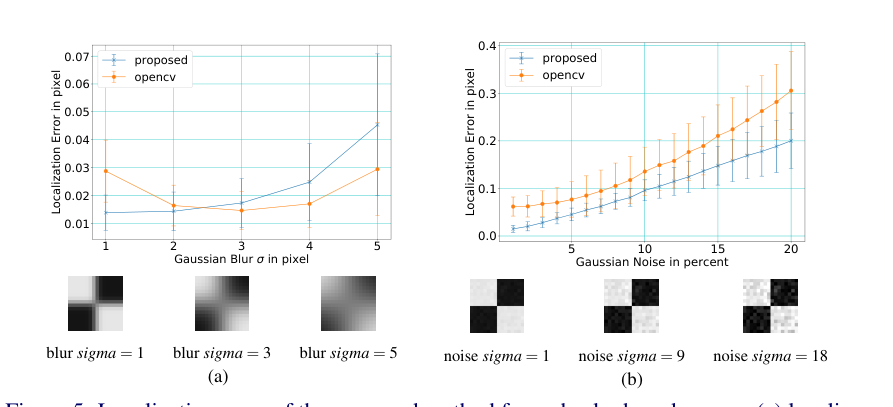 proposed
opencv
Localization Error in pixel
0.07
0.06
0.05
0.04
0.03
0.02
0.01
1 2 3 4 5
Gaussian Blur σ in pixel
blur sigma = 1 blur sigma = 3 blur sigma = 5
(a)
proposed
opencv
Localization Error in pixel
0.4
0.3
0.2
0.1
0.0
5 10 15 20
Gaussian Noise in percent
noise sigma = 1 noise sigma = 9 noise sigma = 18
(b)